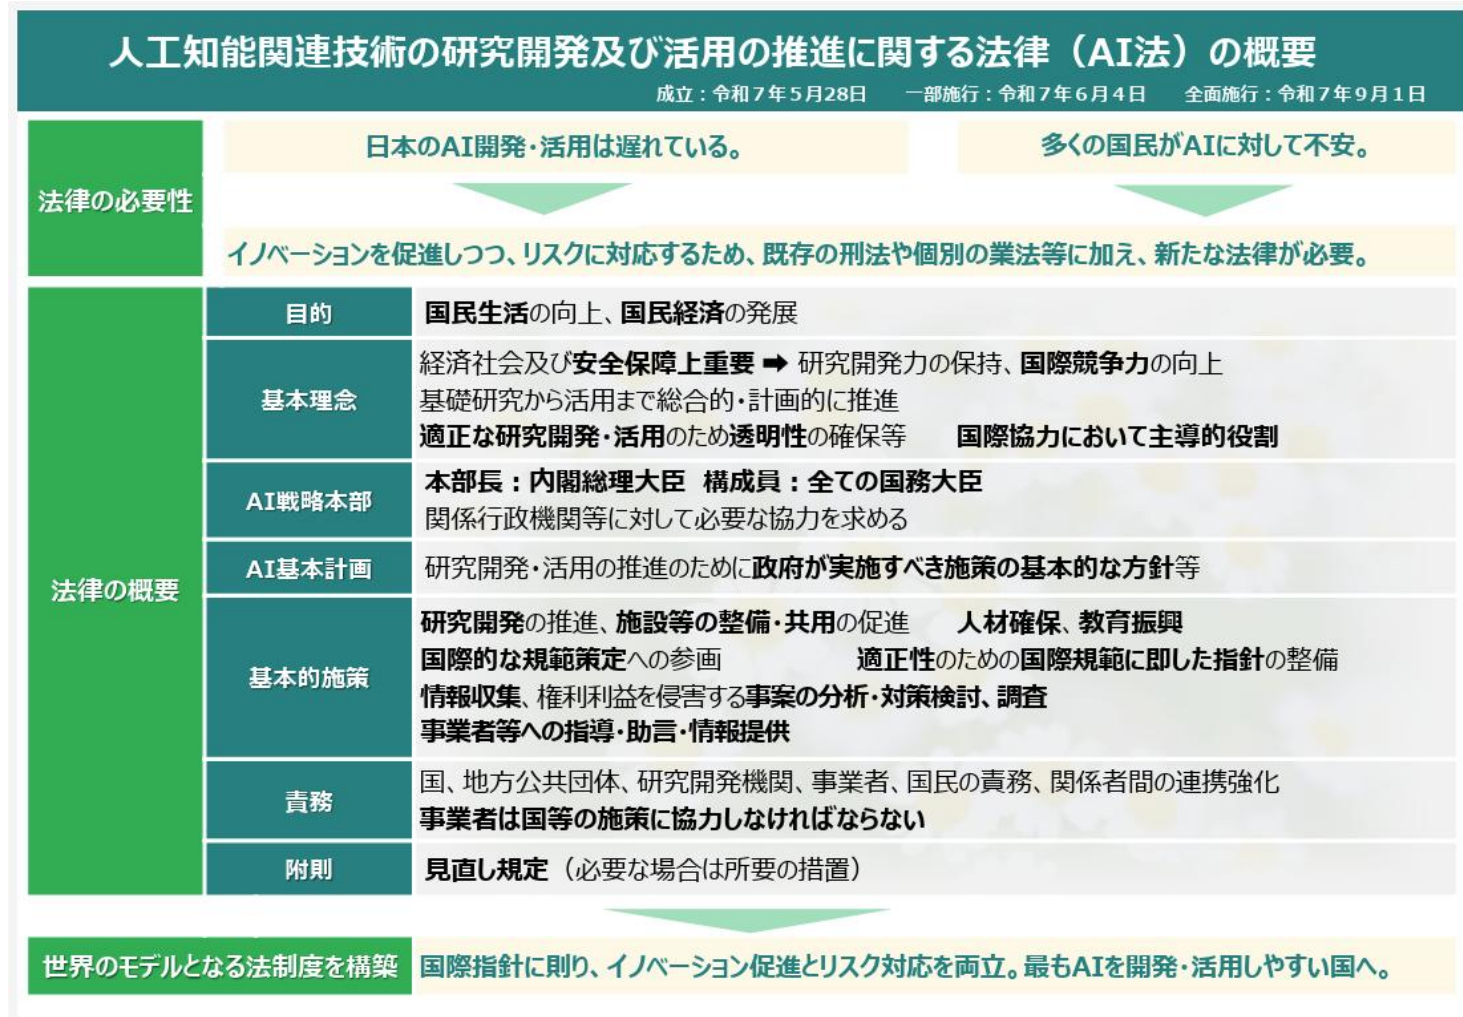 人工知能関連技術の研究開発及び活用の推進に関する法律（AI法）の概要
成立：令和７年５月28日　一部施行：令和７年６月４日　全面施行：令和７年９月１日
法律の必要性
日本のAI開発・活用は遅れている。
多くの国民がAIに対して不安。
イノベーションを促進しつつ、リスクに対応するため、既存の刑法や個別の業法等に加え、新たな法律が必要。
法律の概要
目的
国民生活の向上、国民経済の発展
基本理念
経済社会及び安全保障上重要 ➡ 研究開発力の保持、国際競争力の向上
基礎研究から活用まで総合的・計画的に推進
適正な研究開発・活用のため透明性の確保等　国際協力において主導的役割
AI戦略本部
本部長：内閣総理大臣　構成員：全ての国務大臣
関係行政機関等に対して必要な協力を求める
AI基本計画
研究開発・活用の推進のために政府が実施すべき施策の基本的な方針等
基本的施策
研究開発の推進、施設等の整備・共用の促進　人材確保、教育振興
国際的な規範策定への参画　適正性のための国際規範に即した指針の整備
情報収集、権利利益を侵害する事案の分析・対策検討、調査
事業者等への指導・助言・情報提供
責務
国、地方公共団体、研究開発機関、事業者、国民の責務、関係者間の連携強化
事業者は国等の施策に協力しなければならない
附則
見直し規定（必要な場合は所要の措置）
世界のモデルとなる法制度を構築
国際指針に則り、イノベーション促進とリスク対応を両立。最もAIを開発・活用しやすい国へ。